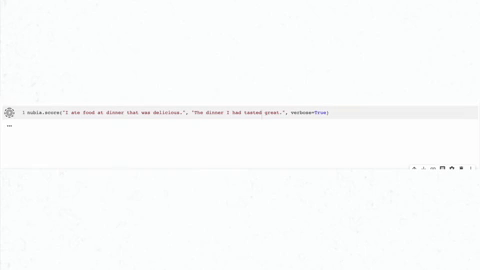 1 nubia.score("I ate food at dinner that was delicious.", "The dinner I had tasted great.", verbose=True)
...